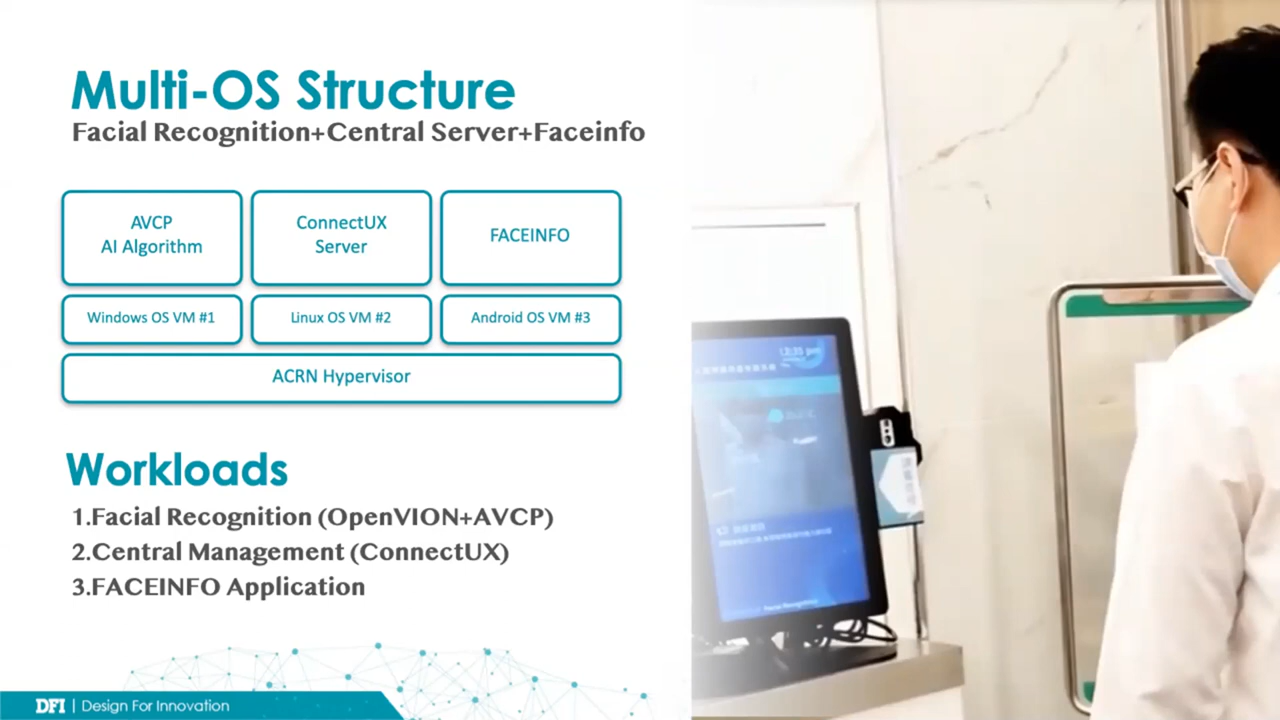 Multi-OS Structure
Facial Recognition+Central Server+Faceinfo
AVCP
AI Algorithm
ConnectUX
Server
FACEINFO
Windows OS VM #1
Linux OS VM #2
Android OS VM #3
ACRN Hypervisor
Workloads
1.Facial Recognition (OpenVION+AVCP)
2.Central Management (ConnectUX)
3.FACEINFO Application
DFI | Design For Innovation
Facial Recognition